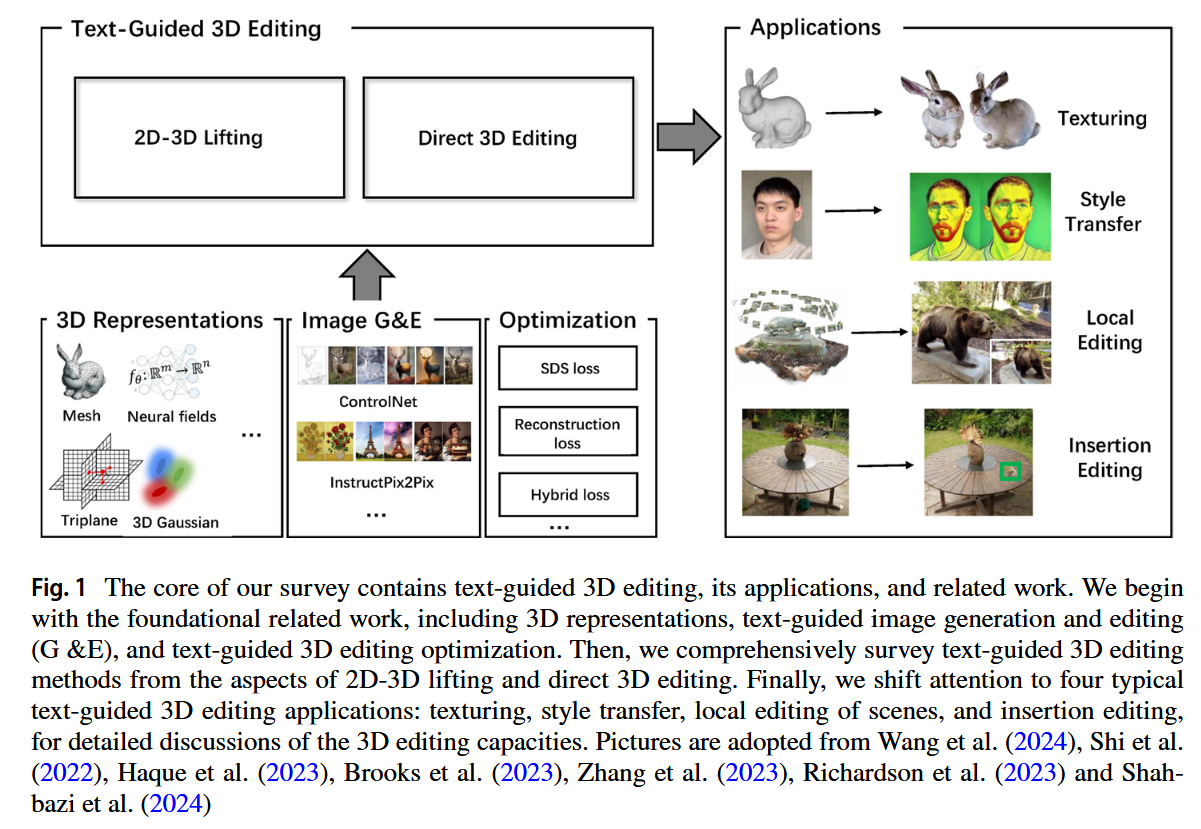 Text-Guided 3D Editing
2D-3D Lifting
Direct 3D Editing
3D Representations
Mesh
fθ: ℝᵐ → ℝⁿ
Neural fields
...
Triplane
3D Gaussian
Image G&E
ControlNet
InstructPix2Pix
...
Optimization
SDS loss
Reconstruction
loss
Hybrid loss
...
Applications
Texturing
Style
Transfer
Local
Editing
Insertion
Editing
Fig. 1 The core of our survey contains text-guided 3D editing, its applications, and related work. We begin
with the foundational related work, including 3D representations, text-guided image generation and editing
(G &E), and text-guided 3D editing optimization. Then, we comprehensively survey text-guided 3D editing
methods from the aspects of 2D-3D lifting and direct 3D editing. Finally, we shift attention to four typical
text-guided 3D editing applications: texturing, style transfer, local editing of scenes, and insertion editing,
for detailed discussions of the 3D editing capacities. Pictures are adopted from Wang et al. (2024), Shi et al.
(2022), Haque et al. (2023), Brooks et al. (2023), Zhang et al. (2023), Richardson et al. (2023) and Shah-
bazi et al. (2024)